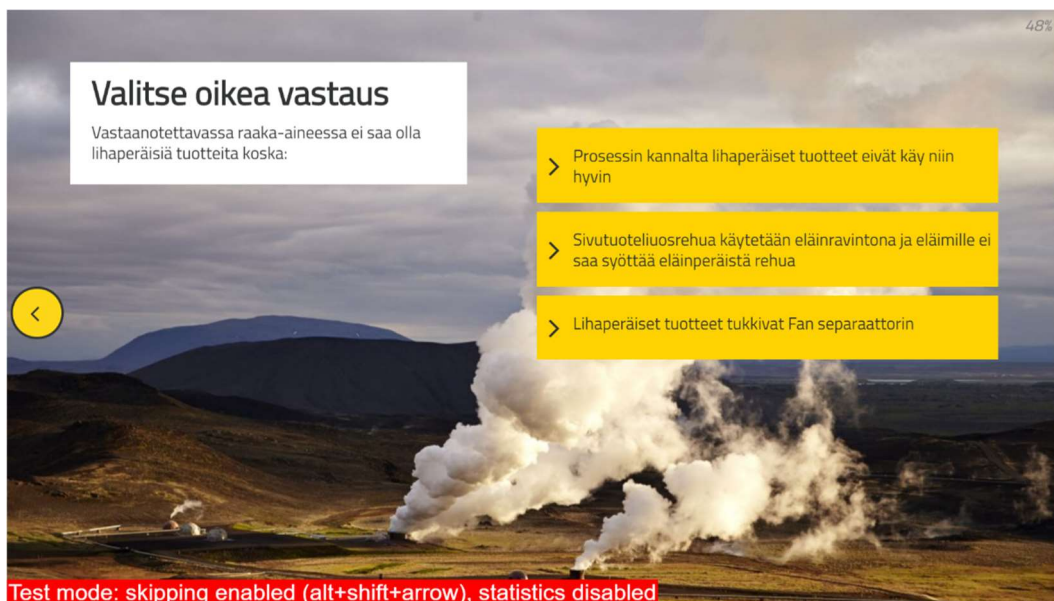 48%
Valitse oikea vastaus
Vastaanotettavassa raaka-aineessa ei saa olla
lihaperäisiä tuotteita koska:
Prosessin kannalta lihaperäiset tuotteet eivät käy niin
hyvin
Sivutuoteliuosrehua käytetään eläinravintona ja eläimille ei
saa syöttää eläinperäistä rehua
Lihaperäiset tuotteet tukkivat Fan separaattorin
Test mode: skipping enabled (alt+shift+arrow), statistics disabled